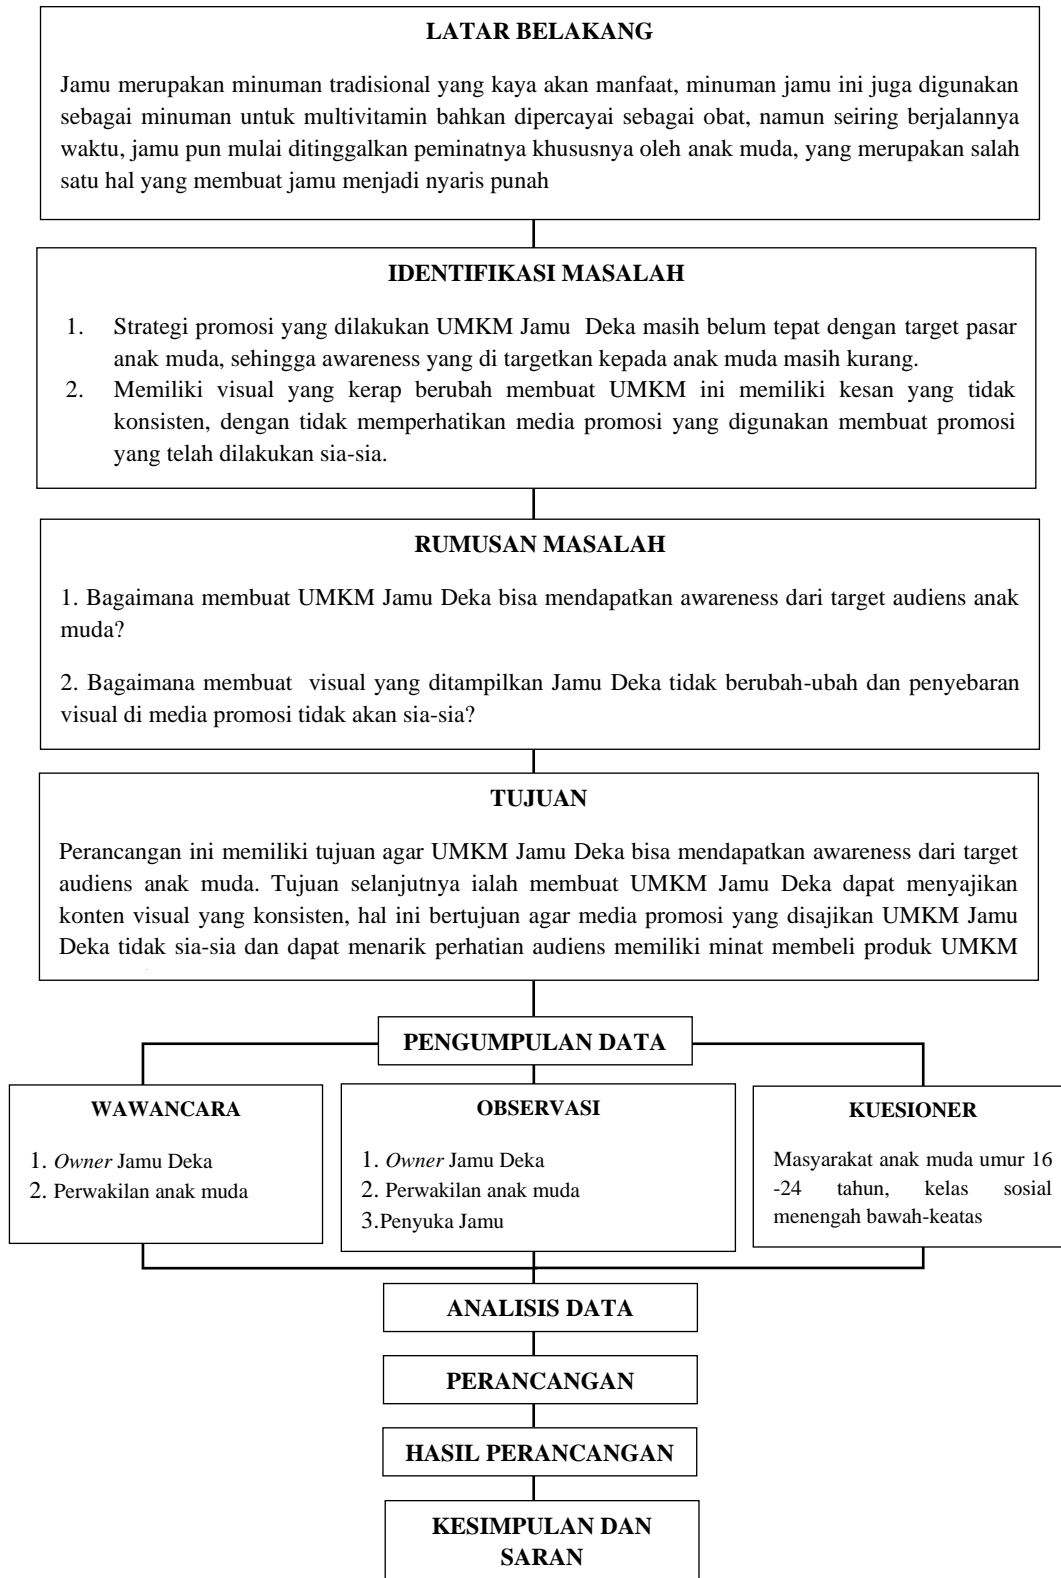 LATAR BELAKANG
Jamu merupakan minuman tradisional yang kaya akan manfaat, minuman jamu ini juga digunakan
sebagai minuman untuk multivitamin bahkan dipercayai sebagai obat, namun seiring berjalannya
waktu, jamu pun mulai ditinggalkan peminatnya khususnya oleh anak muda, yang merupakan salah
satu hal yang membuat jamu menjadi nyaris punah
IDENTIFIKASI MASALAH
1. Strategi promosi yang dilakukan UMKM Jamu Deka masih belum tepat dengan target pasar
anak muda, sehingga awareness yang di targetkan kepada anak muda masih kurang.
2. Memiliki visual yang kerap berubah membuat UMKM ini memiliki kesan yang tidak
konsisten, dengan tidak memperhatikan media promosi yang digunakan membuat promosi
yang telah dilakukan sia-sia.
RUMUSAN MASALAH
1. Bagaimana membuat UMKM Jamu Deka bisa mendapatkan awareness dari target audiens anak
muda?
2. Bagaimana membuat visual yang ditampilkan Jamu Deka tidak berubah-ubah dan penyebaran
visual di media promosi tidak akan sia-sia?
TUJUAN
Perancangan ini memiliki tujuan agar UMKM Jamu Deka bisa mendapatkan awareness dari target
audiens anak muda. Tujuan selanjutnya ialah membuat UMKM Jamu Deka dapat menyajikan
konten visual yang konsisten, hal ini bertujuan agar media promosi yang disajikan UMKM Jamu
Deka tidak sia-sia dan dapat menarik perhatian audiens memiliki minat membeli produk UMKM
PENGUMPULAN DATA
WAWANCARA
1. Owner Jamu Deka
2. Perwakilan anak muda
OBSERVASI
1. Owner Jamu Deka
2. Perwakilan anak muda
3.Penyuka Jamu
KUESIONER
Masyarakat anak muda umur 16
-24 tahun, kelas sosial
menengah bawah-keatas
ANALISIS DATA
PERANCANGAN
HASIL PERANCANGAN
KESIMPULAN DAN
SARAN